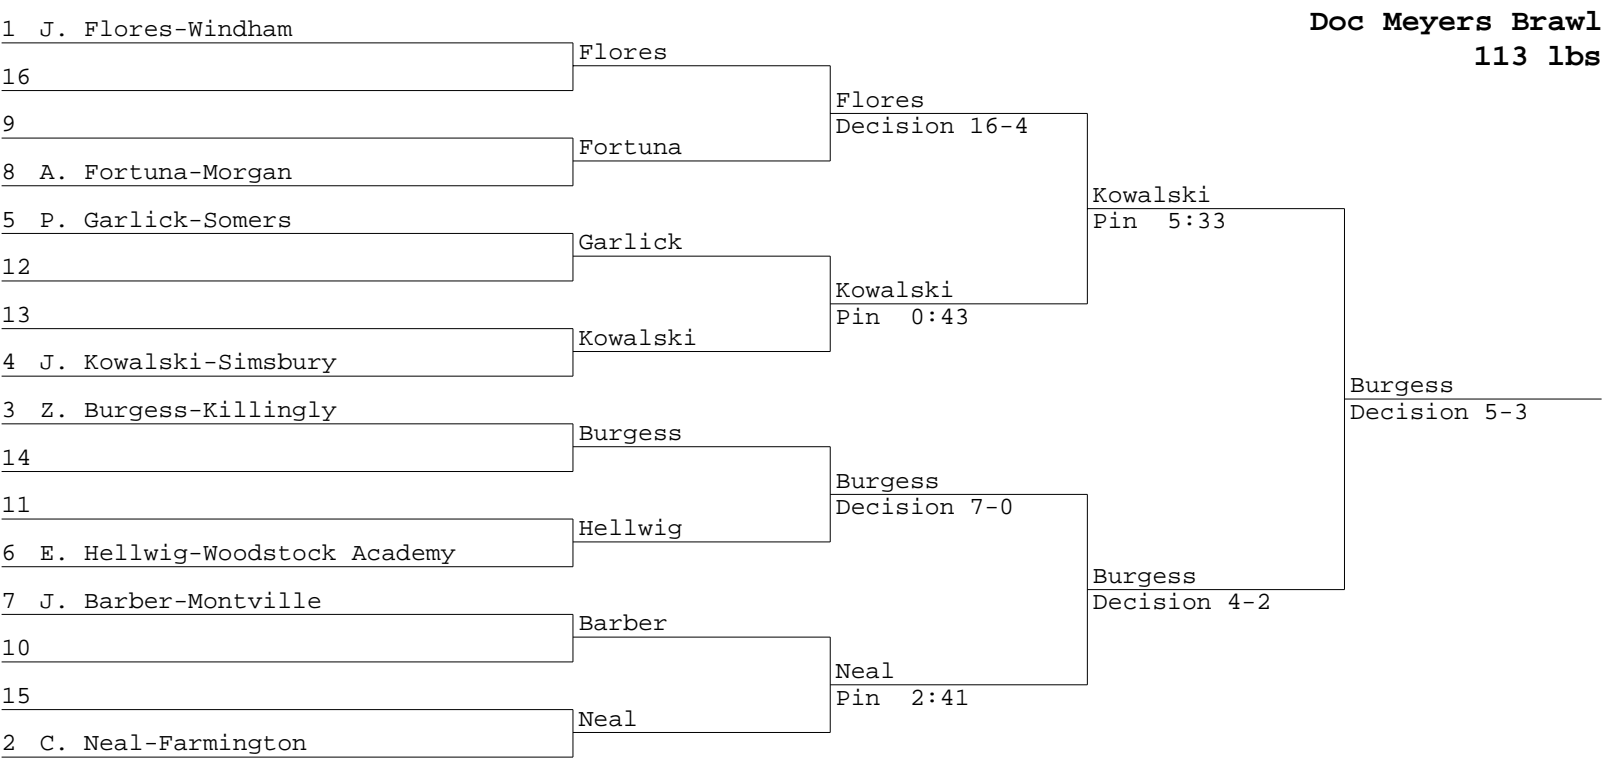 Doc Meyers Brawl
113 lbs
1 J. Flores-Windham
Flores
16
Flores
Decision 16-4
9
Fortuna
8 A. Fortuna-Morgan
Kowalski
Pin 5:33
5 P. Garlick-Somers
Garlick
12
Kowalski
Pin 0:43
13
Kowalski
4 J. Kowalski-Simsbury
Burgess
Decision 5-3
3 Z. Burgess-Killingly
Burgess
14
Burgess
Decision 7-0
11
Hellwig
6 E. Hellwig-Woodstock Academy
Burgess
Decision 4-2
7 J. Barber-Montville
Barber
10
Neal
Pin 2:41
15
Neal
2 C. Neal-Farmington